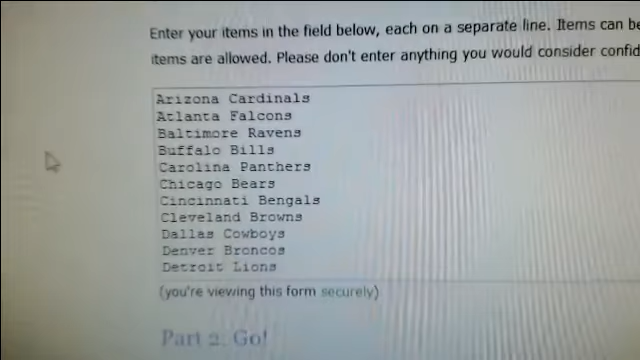 Enter your items in the field below, each on a separate line. Items can be
items are allowed. Please don't enter anything you would consider confid
Arizona Cardinals
Atlanta Falcons
Baltimore Ravens
Buffalo Bills
Carolina Panthers
Chicago Bears
Cincinnati Bengals
Cleveland Browns
Dallas Cowboys
Denver Broncos
Detroit Lions
(you're viewing this form securely)
Part 2: Go!